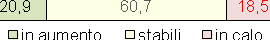 20,9 60,7 18,5
in aumento stabili in calo